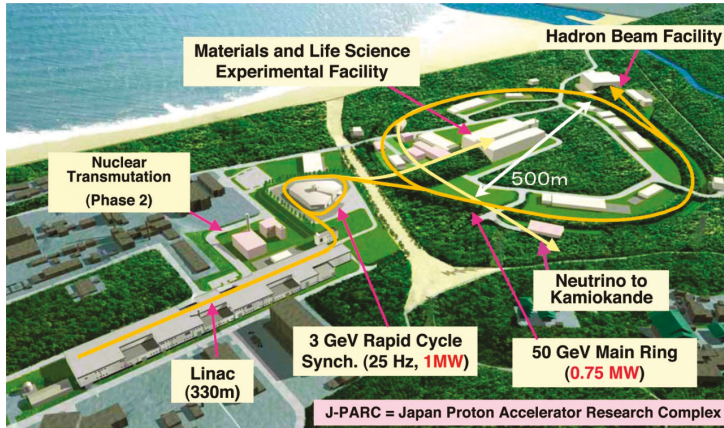 Hadron Beam Facility
Materials and Life Science
Experimental Facility
Nuclear
Transmutation
(Phase 2)
500m
Neutrino to
Kamiokande
3 GeV Rapid Cycle
Synch. (25 Hz, 1MW)
50 GeV Main Ring
(0.75 MW)
Linac
(330m)
J-PARC = Japan Proton Accelerator Research Complex